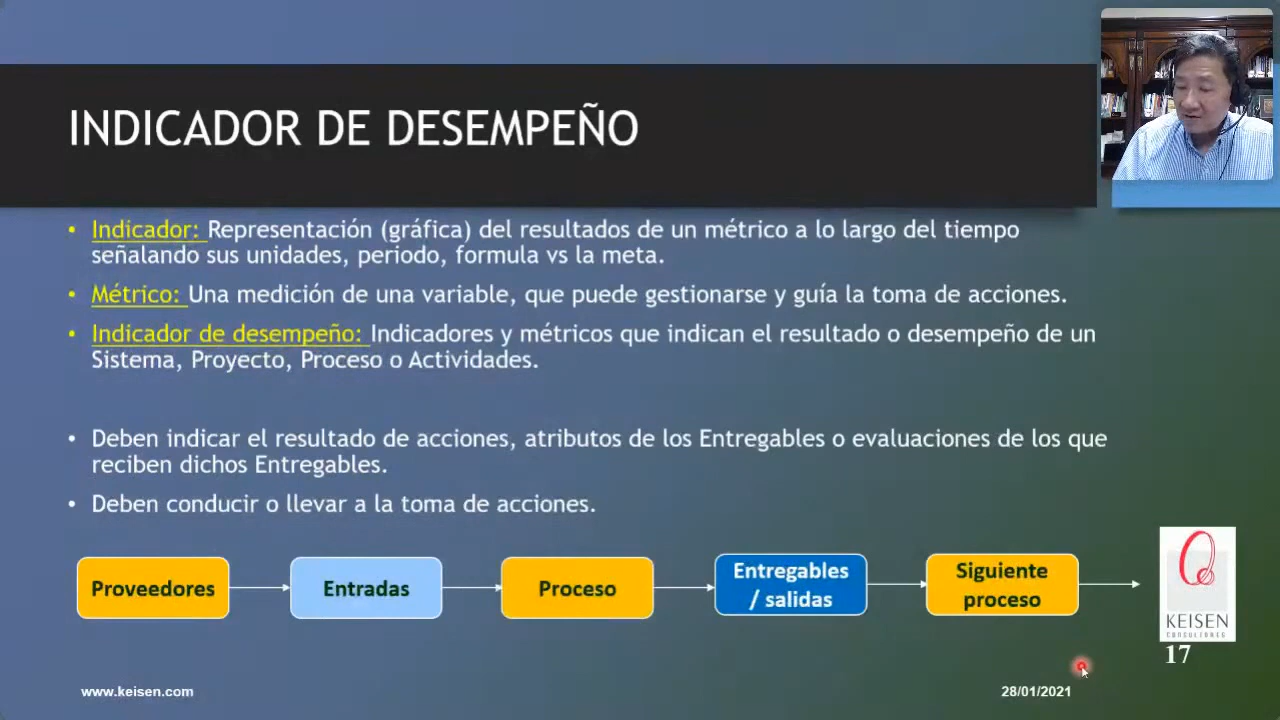 INDICADOR DE DESEMPEÑO
• Indicador: Representación (gráfica) del resultados de un métrico a lo largo del tiempo
señalando sus unidades, periodo, formula vs la meta.
• Métrico: Una medición de una variable, que puede gestionarse y guía la toma de acciones.
• Indicador de desempeño: Indicadores y métricos que indican el resultado o desempeño de un
Sistema, Proyecto, Proceso o Actividades.
• Deben indicar el resultado de acciones, atributos de los Entregables o evaluaciones de los que
reciben dichos Entregables.
• Deben conducir o llevar a la toma de acciones.
Proveedores
Entradas
Proceso
Entregables
/ salidas
Siguiente
proceso
KEISEN
CONSULTORES
17
www.keisen.com
28/01/2021